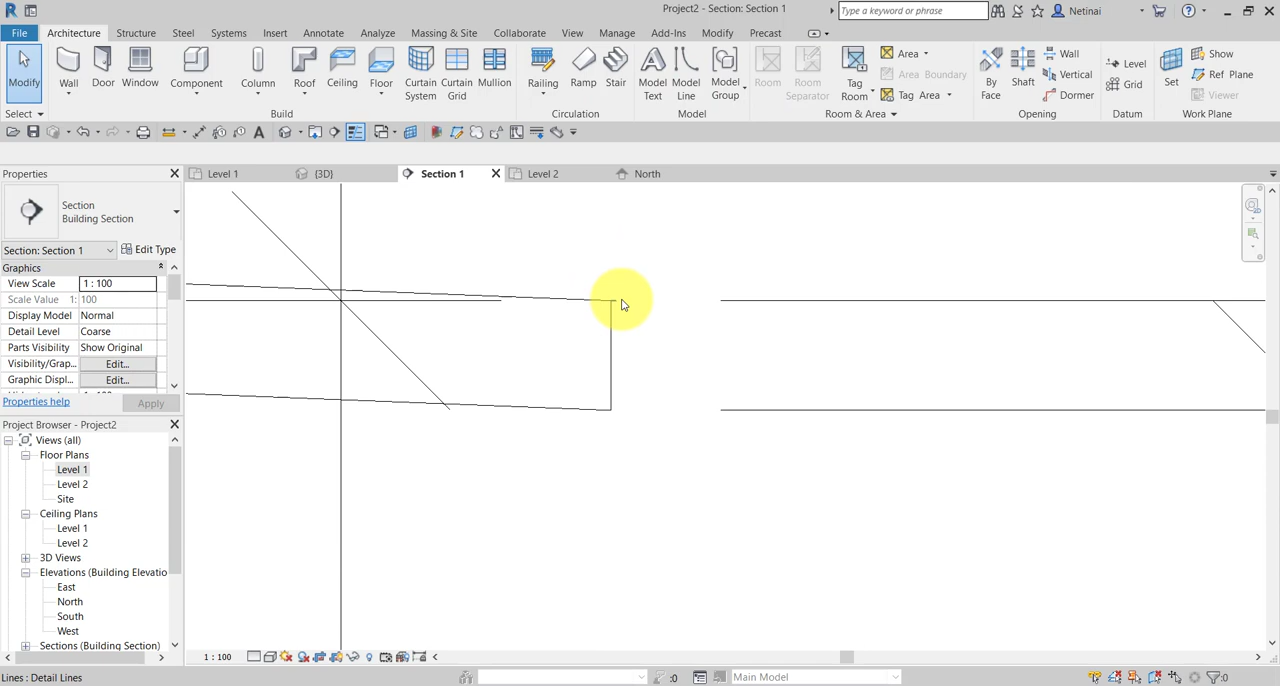 Project2 - Section: Section 1
Type a keyword or phrase
Netinai
File Architecture Structure Steel Systems Insert Annotate Analyze Massing & Site Collaborate View Manage Add-Ins Modify Precast
Modify Wall Door Window Component Column Roof Ceiling Floor Curtain System Curtain Grid Mullion Railing Ramp Stair Model Text Model Line Model Group Room Room Separator Tag Room By Face Shaft Set
Area Wall Level Show
Area Boundary Vertical Grid Ref Plane
Tag Area Dormer Viewer
Select Build Circulation Model Room & Area Opening Datum Work Plane
Properties
Level 1 {3D} Section 1 Level 2 North
Section
Building Section
Section: Section 1 Edit Type
Graphics
View Scale 1 : 100
Scale Value 1: 100
Display Model Normal
Detail Level Coarse
Parts Visibility Show Original
Visibility/Grap... Edit...
Graphic Displ... Edit...
Properties help Apply
Project Browser - Project2
Views (all)
Floor Plans
Level 1
Level 2
Site
Ceiling Plans
Level 1
Level 2
3D Views
Elevations (Building Elevatio
East
North
South
West
Sections (Building Section)
1 : 100
Lines : Detail Lines
:0
Main Model
:0